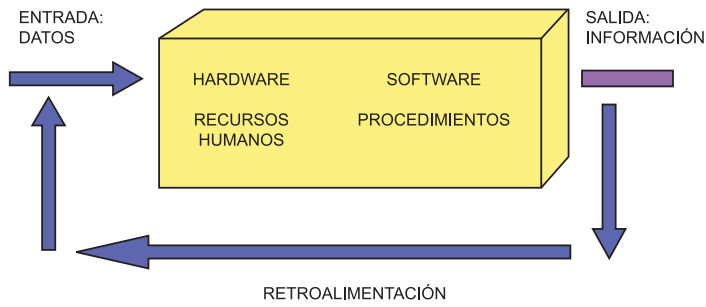 ENTRADA:
DATOS
SALIDA:
INFORMACIÓN
HARDWARE
SOFTWARE
RECURSOS
HUMANOS
PROCEDIMIENTOS
RETROALIMENTACIÓN